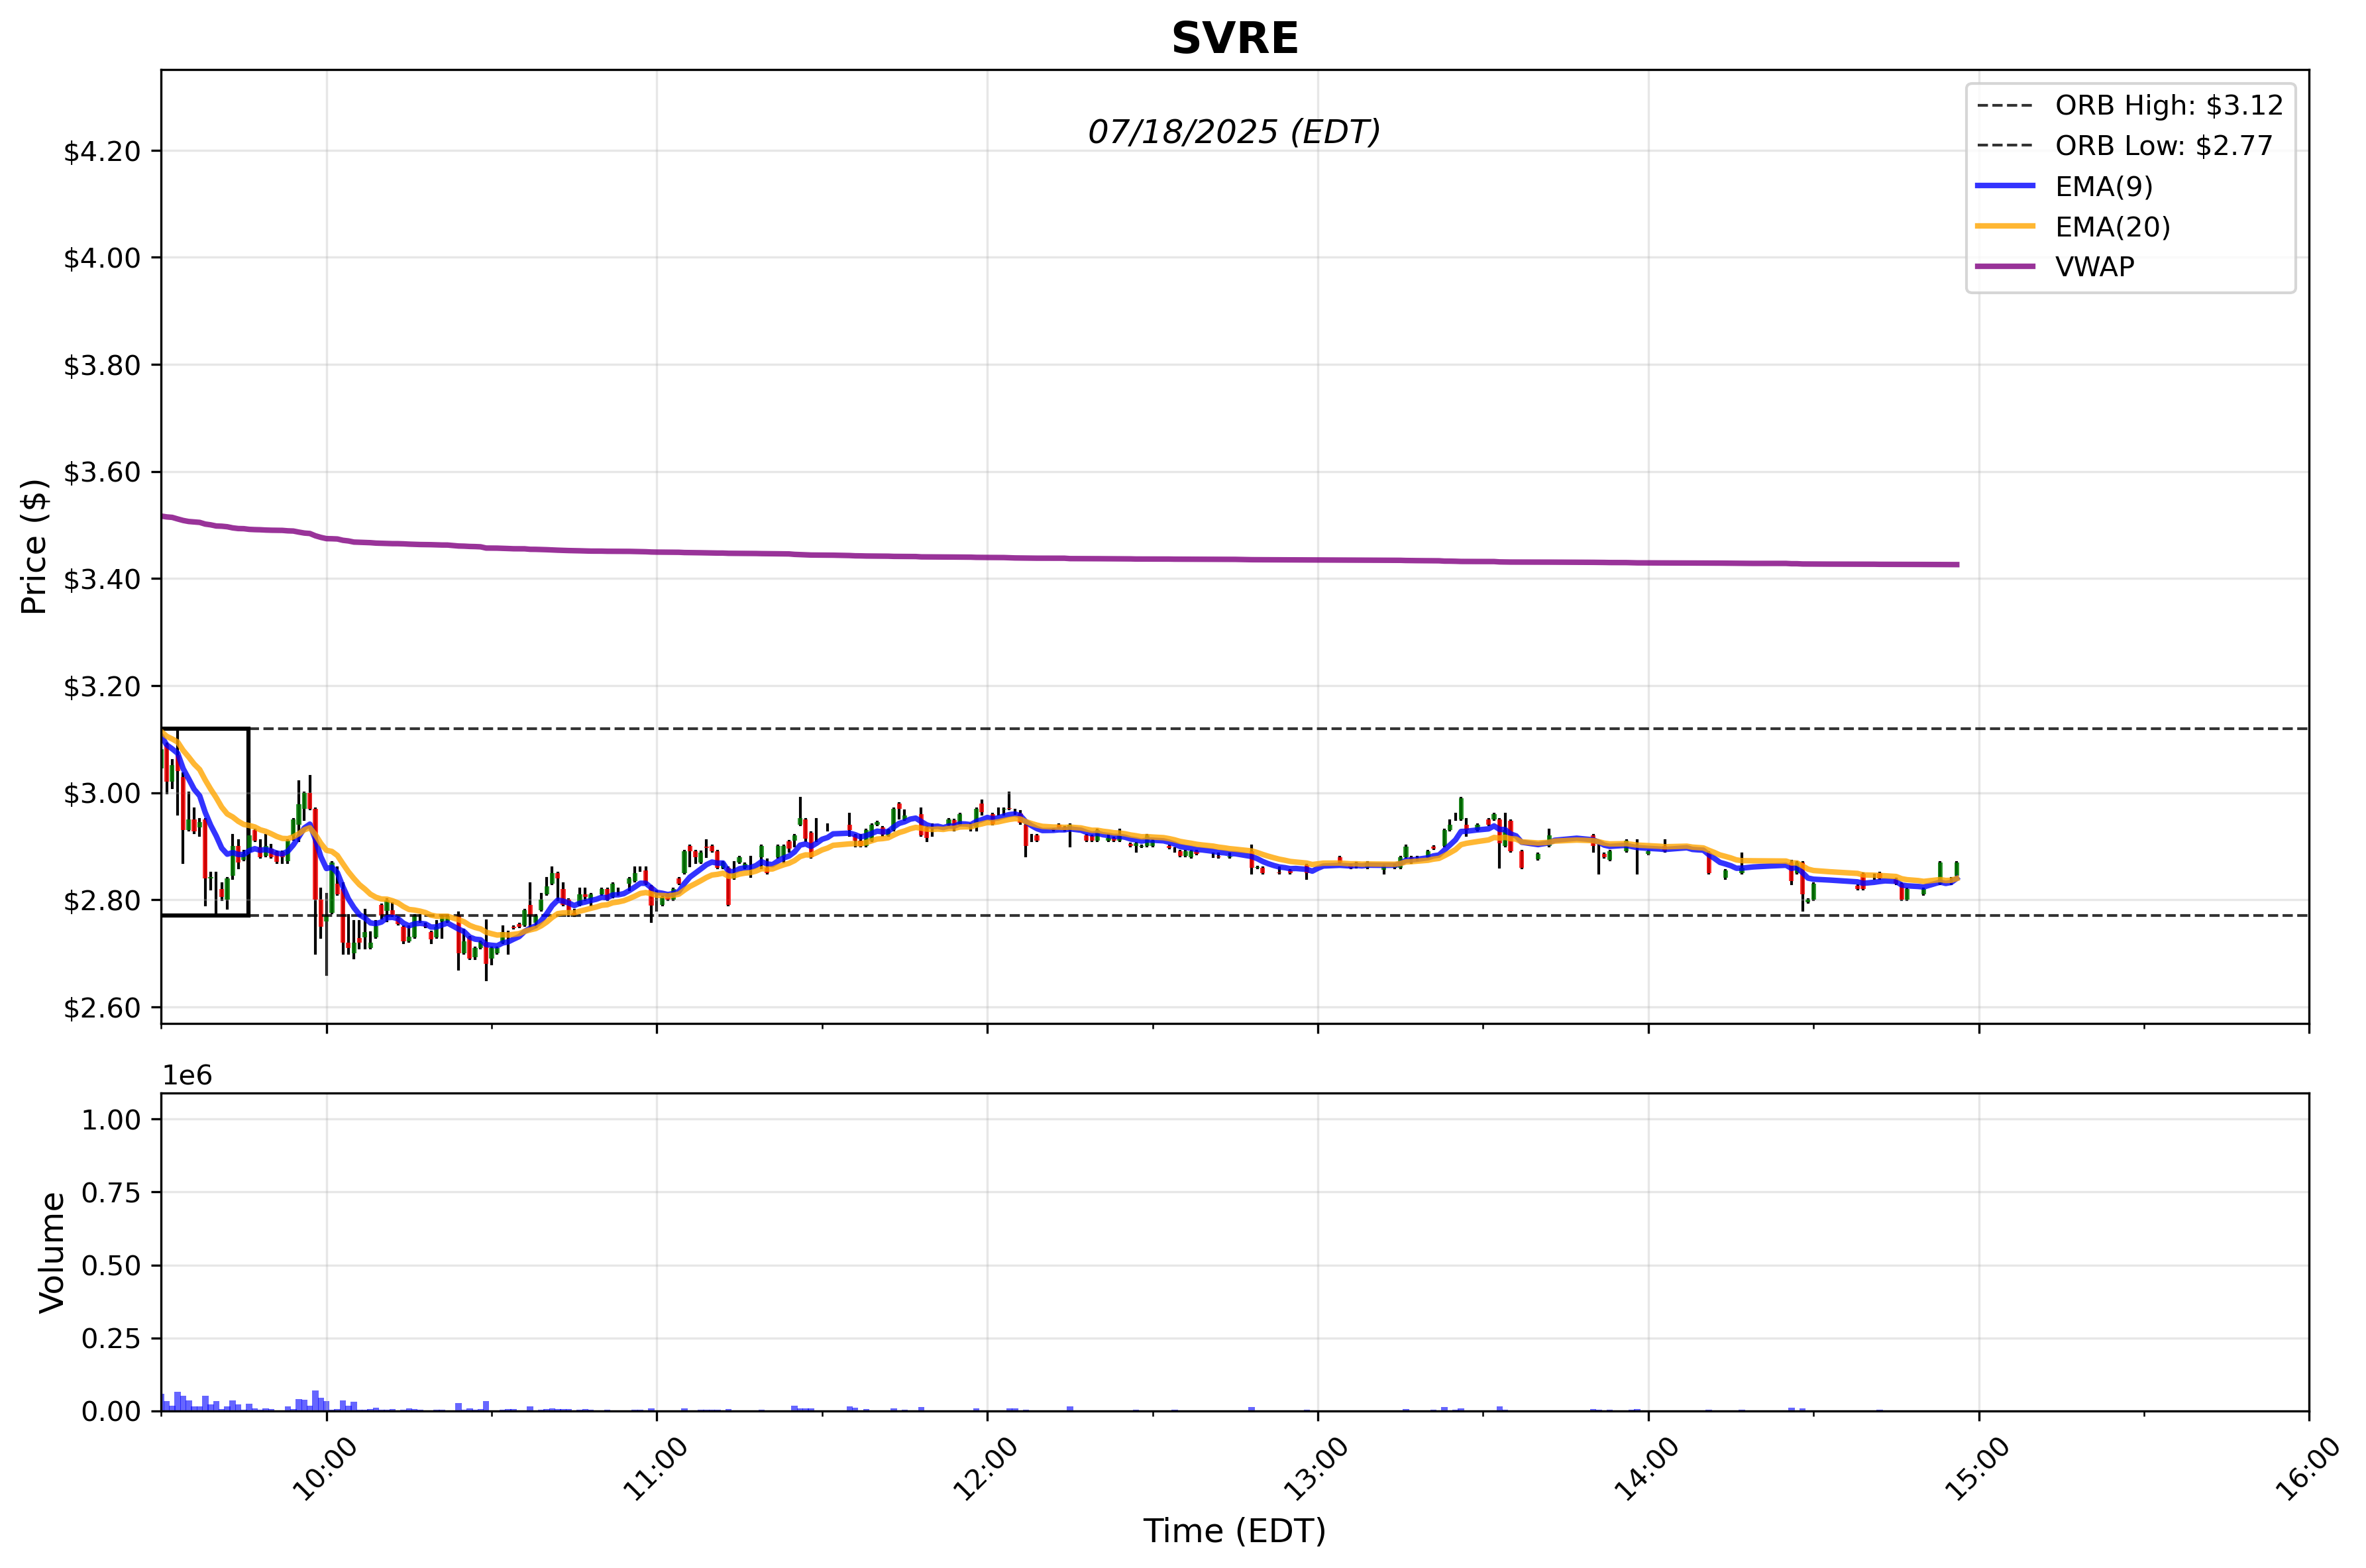 SVRE
07/18/2025 (EDT)
ORB High: $3.12
ORB Low: $2.77
EMA(9)
EMA(20)
VWAP
Price ($)
$4.20
$4.00
$3.80
$3.60
$3.40
$3.20
$3.00
$2.80
$2.60
1e6
Volume
1.00
0.75
0.50
0.25
0.00
10:00
11:00
12:00
13:00
14:00
15:00
16:00
Time (EDT)